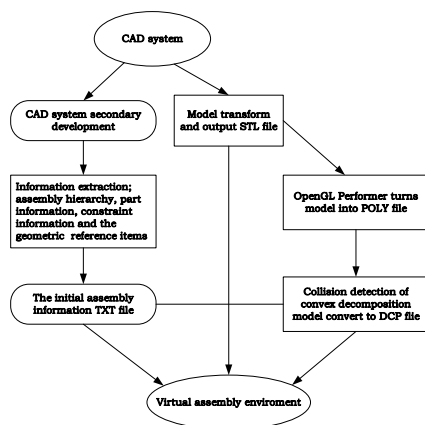 CAD system
CAD system secondary
development
Model transform
and output STL file
Information extraction;
assembly hierarchy, part
information, constraint
information and the
geometric reference items
OpenGL Performer turns
model into POLY file
The initial assembly
information TXT file
Collision detection of
convex decomposition
model convert to DCP file
Virtual assembly enviroment